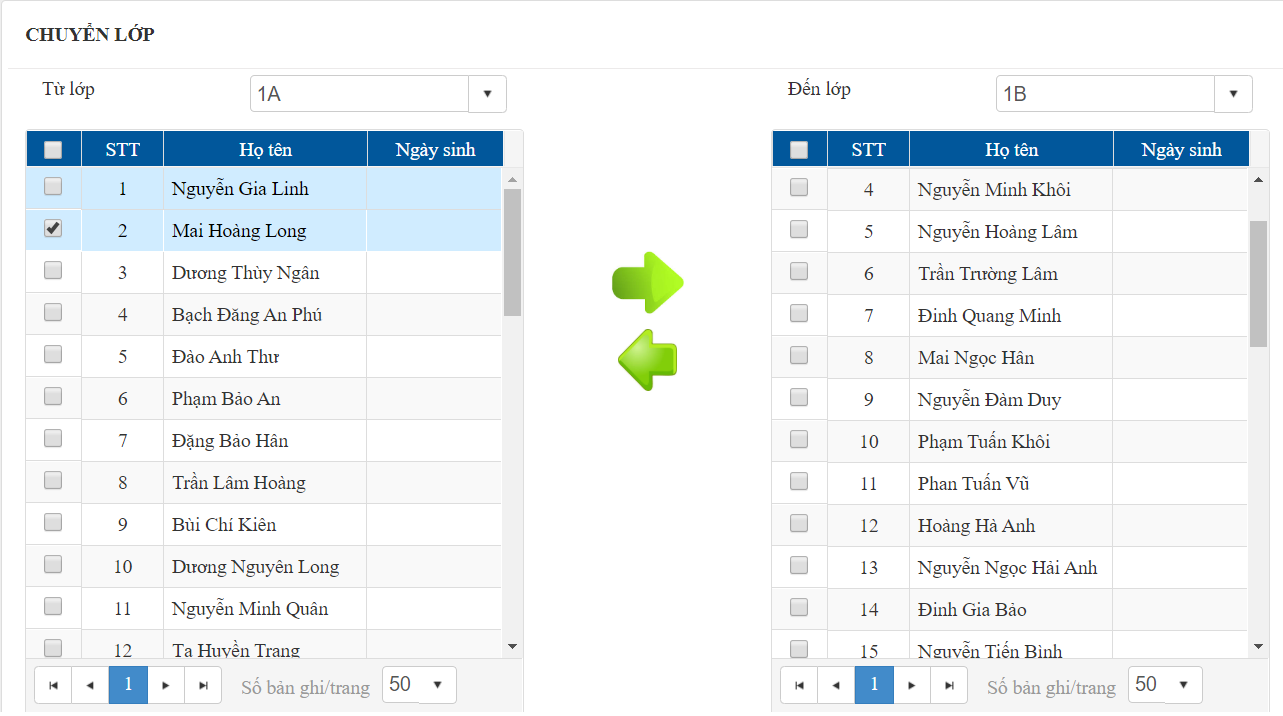 CHUYỂN LỚP
Từ lớp 1A
Đến lớp 1B
STT Họ tên Ngày sinh
1 Nguyễn Gia Linh
2 Mai Hoàng Long
3 Dương Thùy Ngân
4 Bạch Đăng An Phú
5 Đào Anh Thư
6 Phạm Bảo An
7 Đặng Bảo Hân
8 Trần Lâm Hoàng
9 Bùi Chí Kiên
10 Dương Nguyên Long
11 Nguyễn Minh Quân
12 Tạ Huyền Trang
1 Số bản ghi/trang 50
STT Họ tên Ngày sinh
4 Nguyễn Minh Khôi
5 Nguyễn Hoàng Lâm
6 Trần Trường Lâm
7 Đinh Quang Minh
8 Mai Ngọc Hân
9 Nguyễn Đàm Duy
10 Phạm Tuấn Khôi
11 Phan Tuấn Vũ
12 Hoàng Hà Anh
13 Nguyễn Ngọc Hải Anh
14 Đinh Gia Bảo
15 Nguyễn Tiến Bình
1 Số bản ghi/trang 50